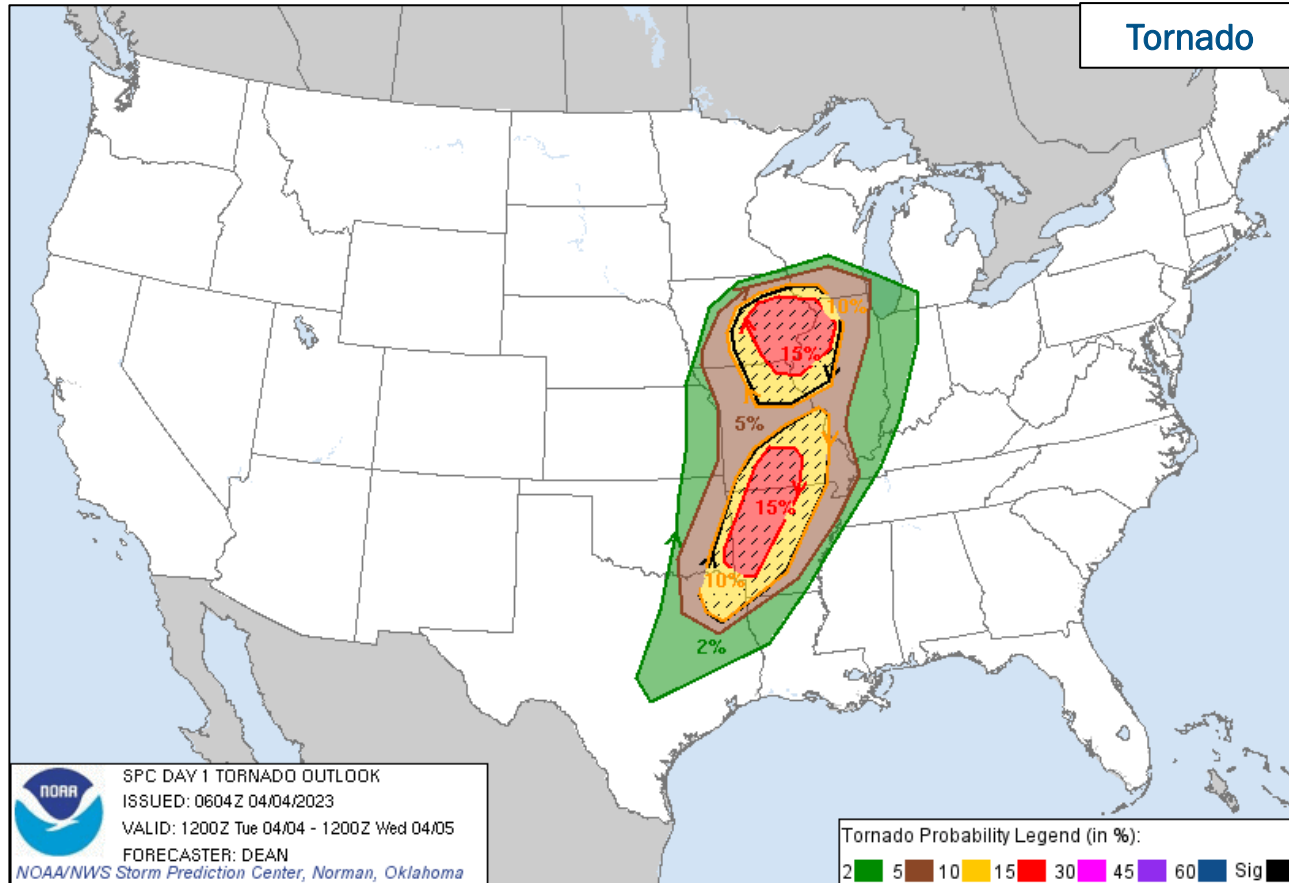 Tornado
10%
15%
5%
15%
10%
2%
NOAA
SPC DAY 1 TORNADO OUTLOOK
ISSUED: 0604Z 04/04/2023
VALID: 1200Z Tue 04/04 - 1200Z Wed 04/05
FORECASTER: DEAN
NOAA/NWS Storm Prediction Center, Norman, Oklahoma
Tornado Probability Legend (in %):
2 5 10 15 30 45 60 Sig